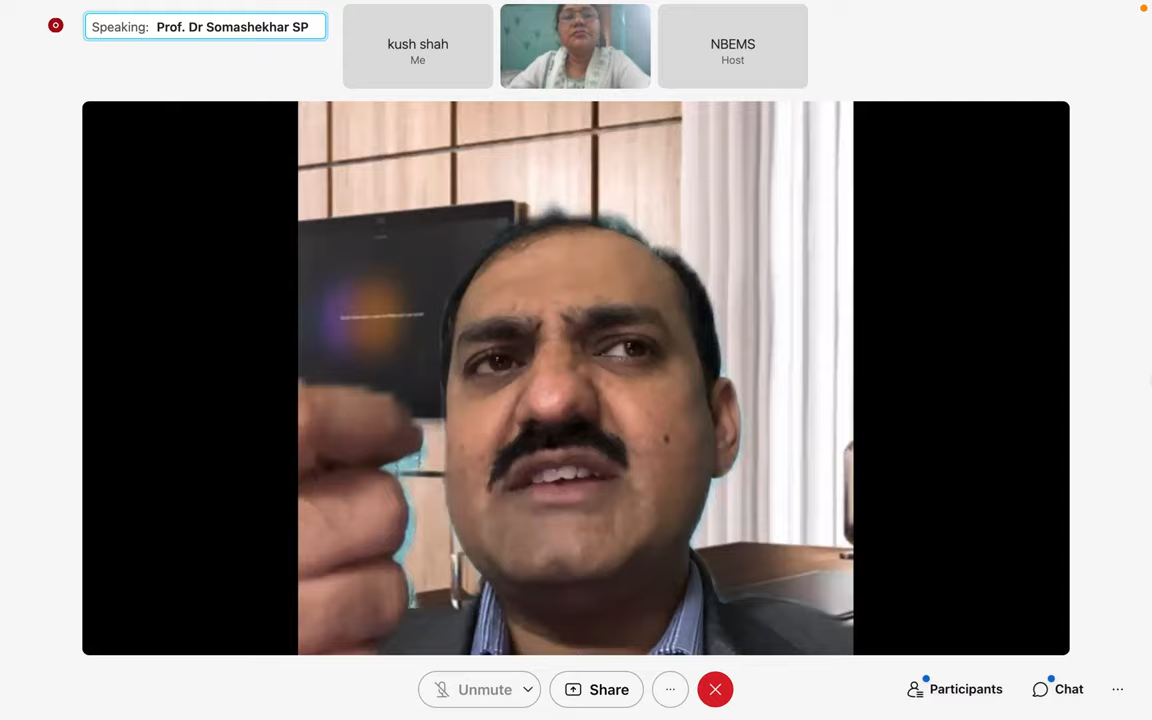 Speaking: Prof. Dr Somashekhar SP
kush shah
Me
NBEMS
Host
Unmute
Share
Participants
Chat